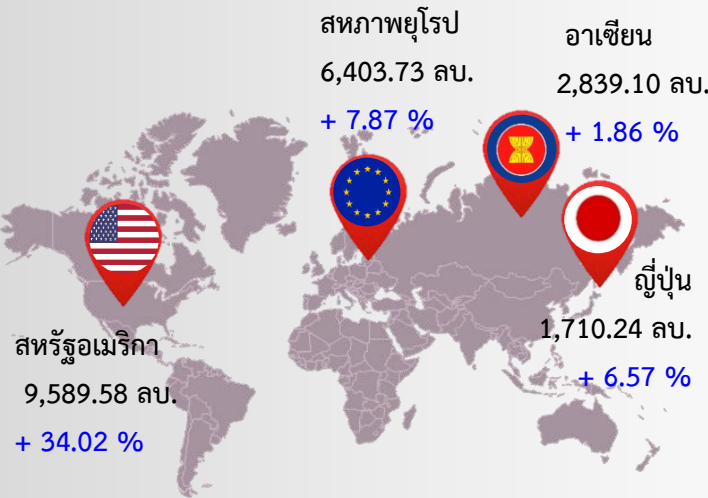 สหภาพยุโรป
6,403.73 ลบ.
+ 7.87 %
อาเซียน
2,839.10 ลบ.
+ 1.86 %
ญี่ปุ่น
1,710.24 ลบ.
+ 6.57 %
สหรัฐอเมริกา
9,589.58 ลบ.
+ 34.02 %